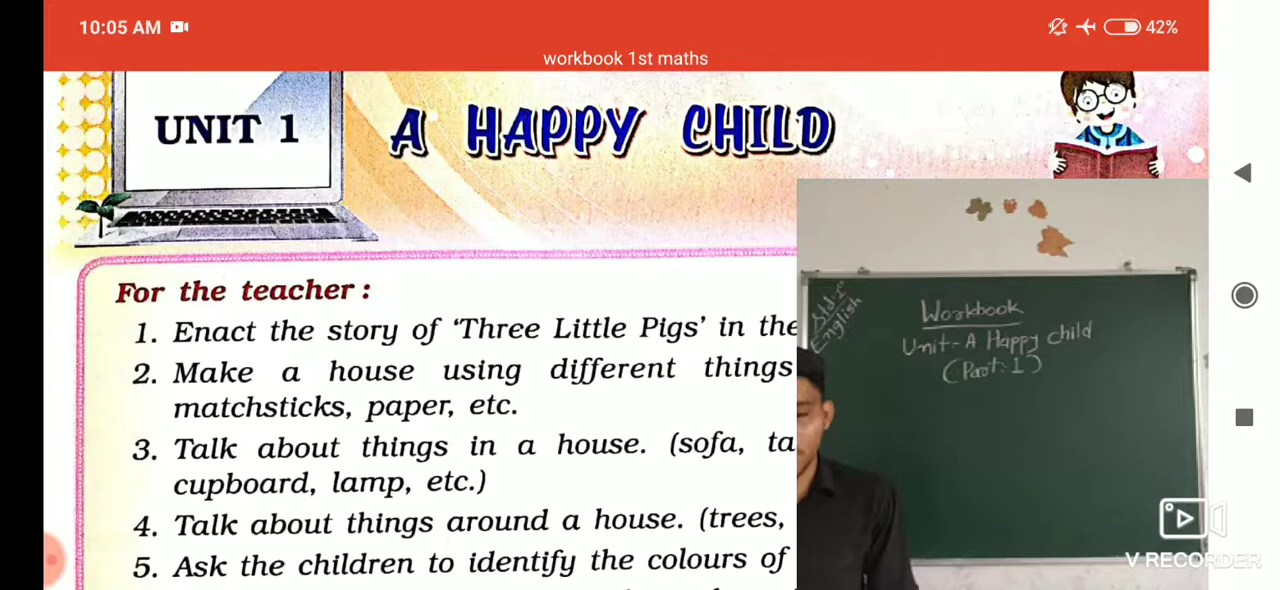 10:05 AM
42%
workbook 1st maths
UNIT 1
A HAPPY CHILD
For the teacher :
1. Enact the story of 'Three Little Pigs' in the
2. Make a house using different things
matchsticks, paper, etc.
3. Talk about things in a house. (sofa, ta
cupboard, lamp, etc.)
4. Talk about things around a house. (trees,
5. Ask the children to identify the colours of
Std-I
English
Workbook
Unit-A Happy child
(Part:I)
V RECORDER